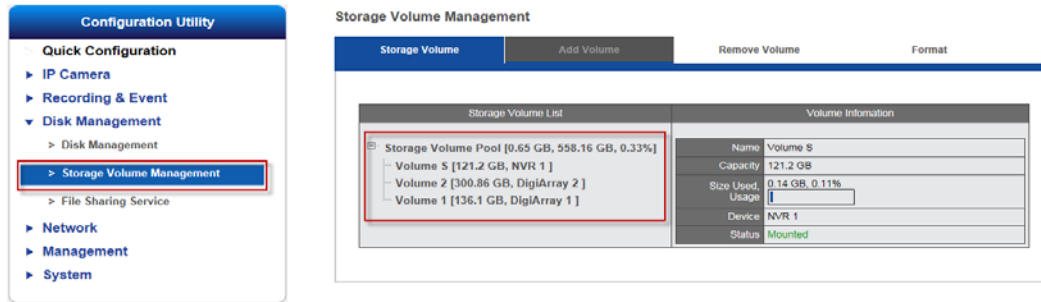 Configuration Utility
Quick Configuration
IP Camera
Recording & Event
Disk Management
> Disk Management
> Storage Volume Management
> File Sharing Service
Network
Management
System
Storage Volume Management
Storage Volume
Add Volume
Remove Volume
Format
Storage Volume List
Storage Volume Pool [0.65 GB, 558.16 GB, 0.33%]
Volume S [121.2 GB, NVR 1 ]
Volume 2 [300.86 GB, DigiArray 2 ]
Volume 1 [136.1 GB, DigiArray 1 ]
Volume Infomation
Name Volume S
Capacity 121.2 GB
Size Used, Usage 0.14 GB, 0.11%
Device NVR 1
Status Mounted